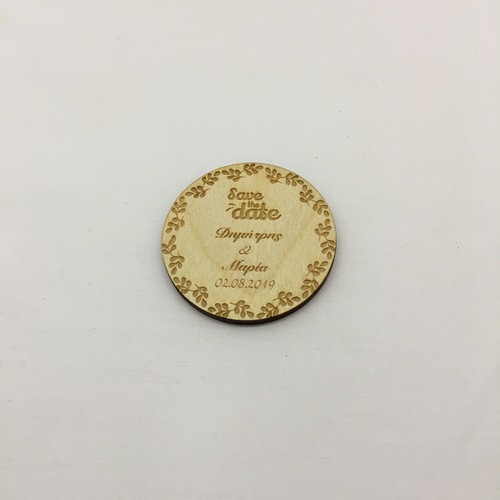 Save
the
date
Δημήτρης
&
Μαρία
02.08.2019